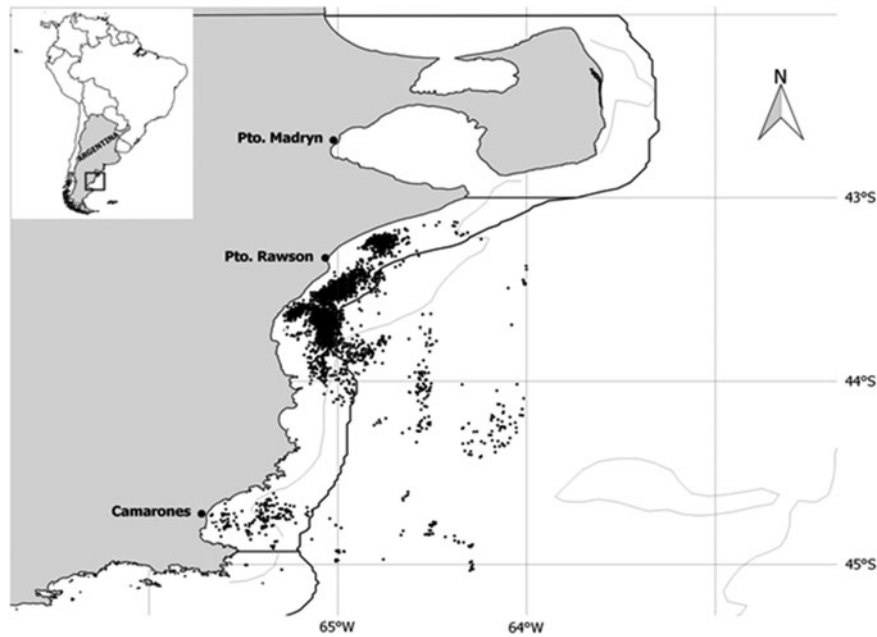 ARGENTINA
N
Pto. Madryn
43°S
Pto. Rawson
44°S
Camarones
45°S
65°W
64°W